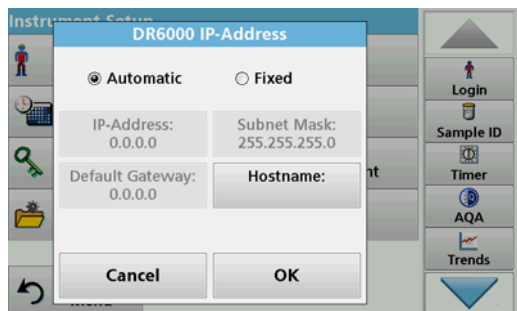 Instrument Setup
DR6000 IP-Address
Automatic
Fixed
IP-Address:
0.0.0.0
Subnet Mask:
255.255.255.0
Default Gateway:
0.0.0.0
Hostname:
Cancel
OK
Login
Sample ID
Timer
AQA
Trends